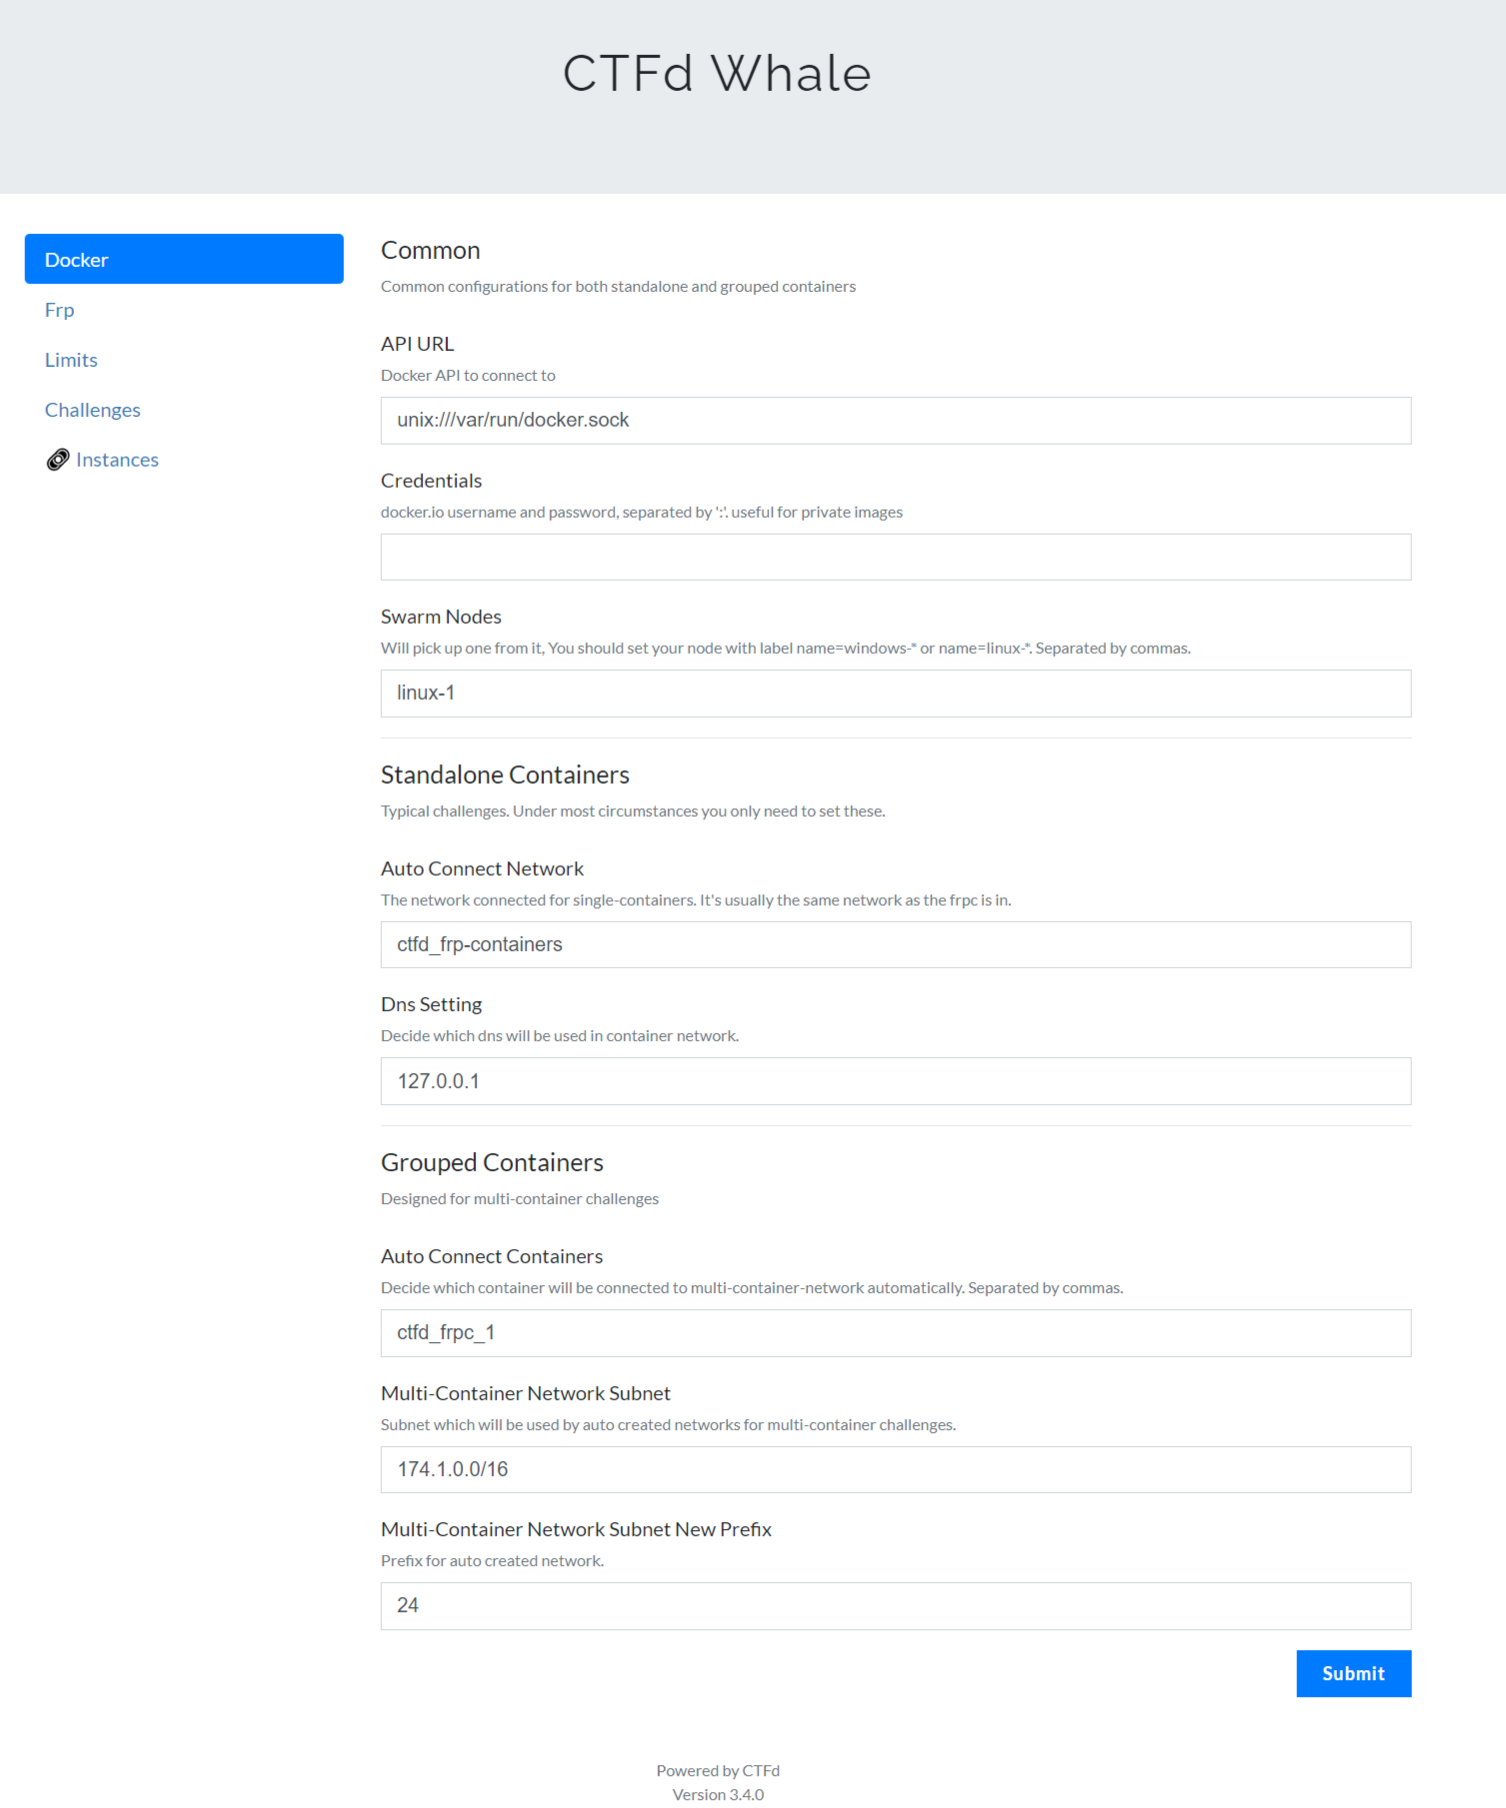 CTFd Whale
Docker
Frp
Limits
Challenges
Instances
Common
Common configurations for both standalone and grouped containers
API URL
Docker API to connect to
unix:///var/run/docker.sock
Credentials
docker.io username and password, separated by ':'. useful for private images
Swarm Nodes
Will pick up one from it, You should set your node with label name=windows-* or name=linux-*. Separated by commas.
linux-1
Standalone Containers
Typical challenges. Under most circumstances you only need to set these.
Auto Connect Network
The network connected for single-containers. It's usually the same network as the frpc is in.
ctfd_frp-containers
Dns Setting
Decide which dns will be used in container network.
127.0.0.1
Grouped Containers
Designed for multi-container challenges
Auto Connect Containers
Decide which container will be connected to multi-container-network automatically. Separated by commas.
ctfd_frpc_1
Multi-Container Network Subnet
Subnet which will be used by auto created networks for multi-container challenges.
174.1.0.0/16
Multi-Container Network Subnet New Prefix
Prefix for auto created network.
24
Submit
Powered by CTFd
Version 3.4.0